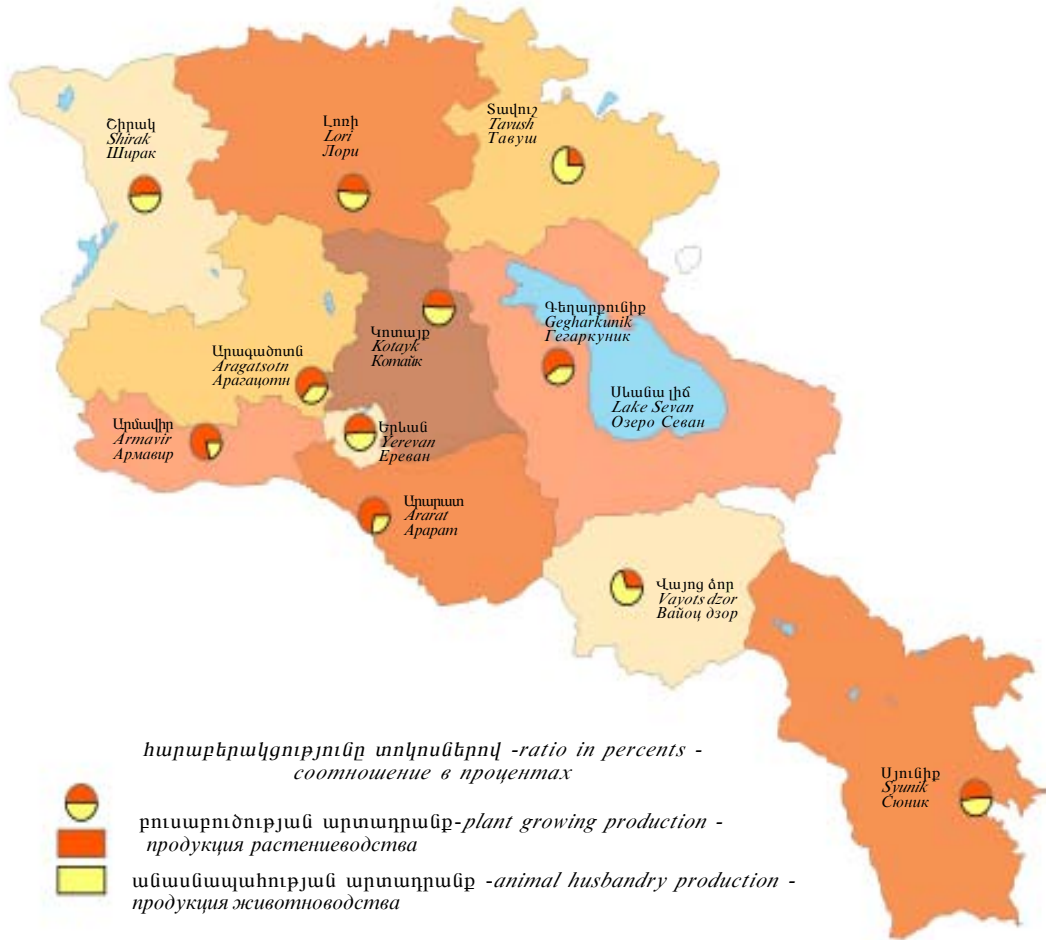 Շիրակ
Shirak
Ширак
Լոռի
Lori
Лори
Տավուշ
Tavush
Тавуш
Գեղարքունիք
Gegharkunik
Гегаркуник
Կոտայք
Kotayk
Котайк
Արագածոտն
Aragatsotn
Арагацотн
Սևանա լիճ
Lake Sevan
Озеро Севан
Արմավիր
Armavir
Армавир
Երևան
Yerevan
Ереван
Արարատ
Ararat
Арарат
Վայոց ձոր
Vayots dzor
Вайоц дзор
Սյունիք
Syunik
Сюник
հարաբերակցությունը տոկոսներով -ratio in percents -
соотношение в процентах
բուսաբուծության արտադրանք-plant growing production -
продукция растениеводства
անասնապահության արտադրանք -animal husbandry production -
продукция животноводства